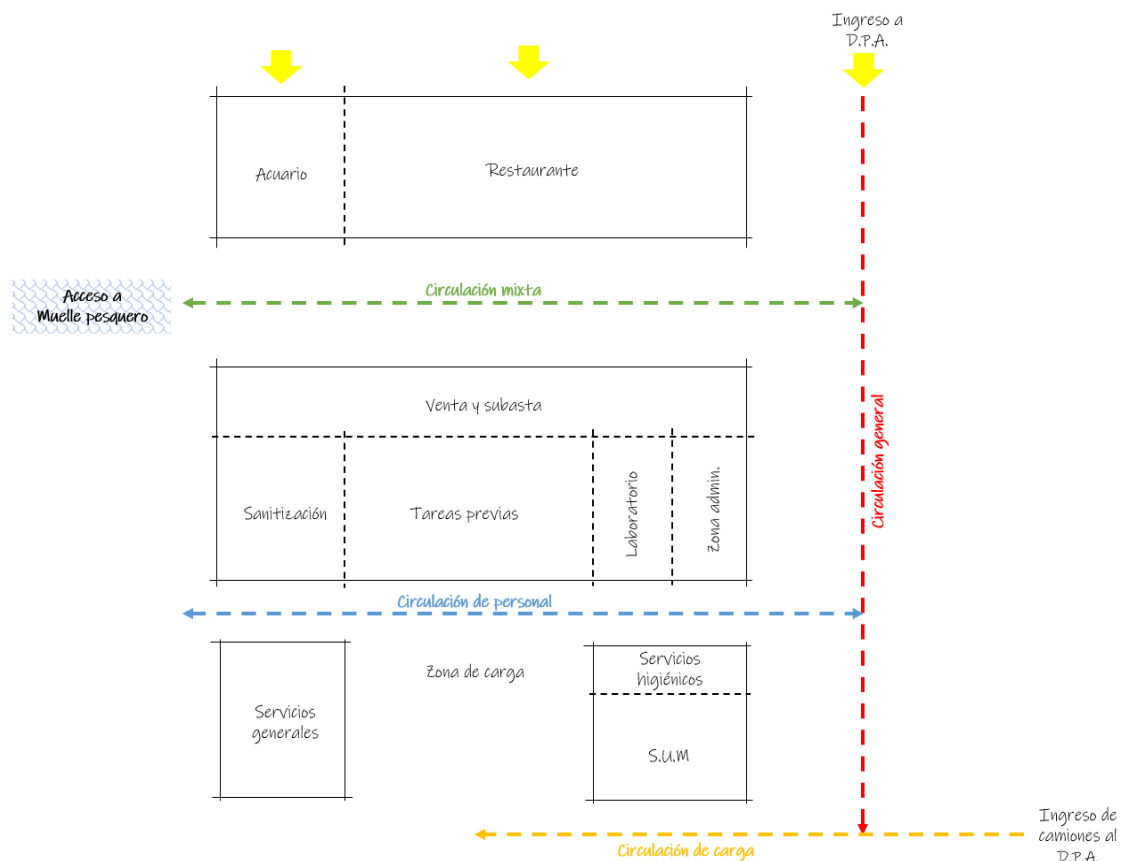 Ingreso a
D.P.A.
Acuario
Restaurante
Acceso a
Muelle pesquero
Circulación mixta
Venta y subasta
Circulación general
Sanitización
Tareas previas
Laboratorio
Zona admin.
Circulación de personal
Zona de carga
Servicios
higiénicos
Servicios
generales
S.U.M
Ingreso de
camiones al
D.P.A.
Circulación de carga